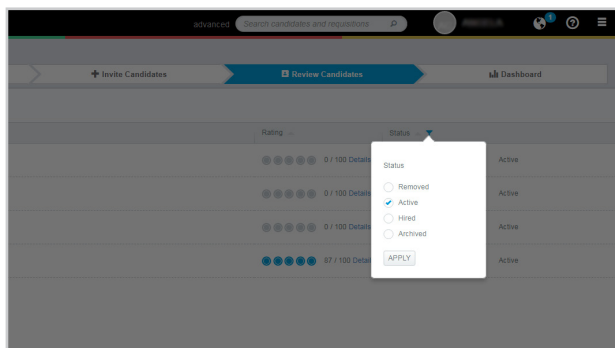 advanced Search candidates and requisitions 1
Invite Candidates Review Candidates Dashboard
Rating Status
0 / 100 Details Active
0 / 100 Details Active
0 / 100 Details Active
87 / 100 Active
Status
Removed
Active
Hired
Archived
APPLY